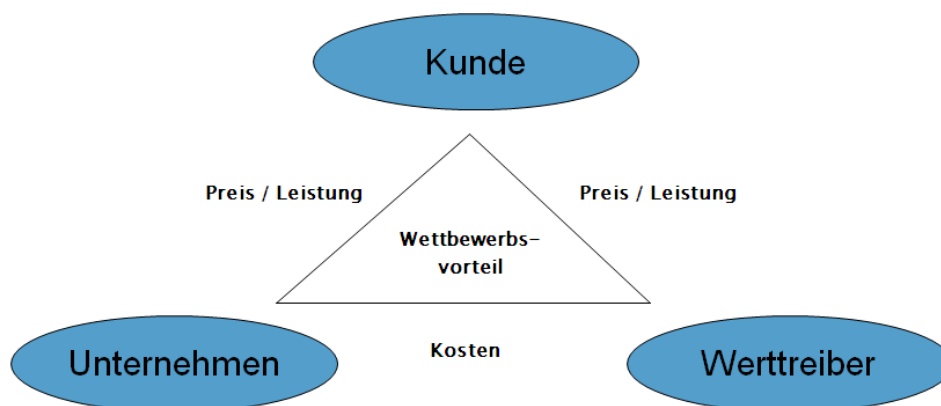 Kunde
Preis / Leistung
Preis / Leistung
Wettbewerbs-
vorteil
Unternehmen
Kosten
Werttreiber